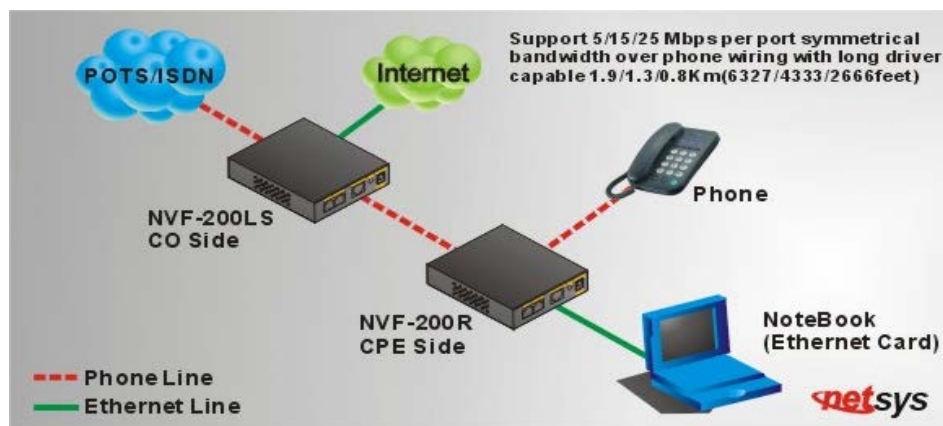 Support 5/15/25 Mbps per port symmetrical
bandwidth over phone wiring with long driver
capable 1.9/1.3/0.8Km(6327/4333/2666feet)
POTS/ISDN
Internet
Phone
NVF-200LS
CO Side
NVF-200R
CPE Side
NoteBook
(Ethernet Card)
Phone Line
Ethernet Line
netsys